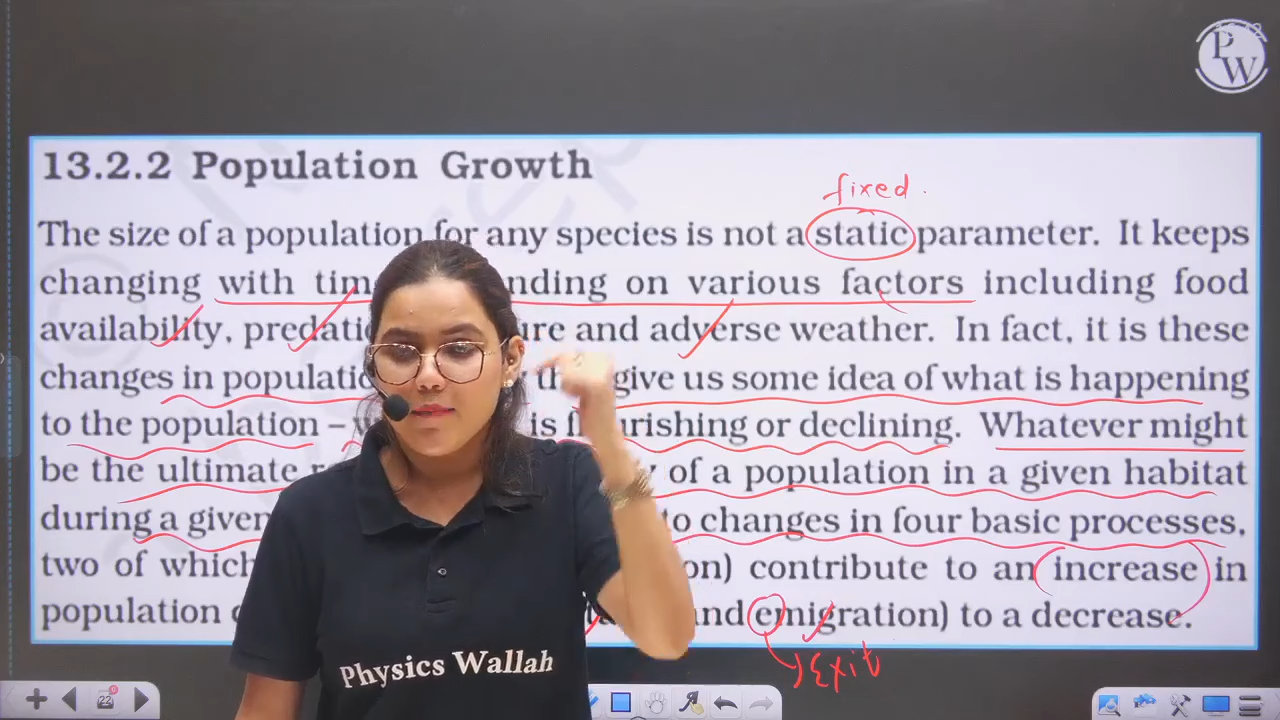 PW
13.2.2 Population Growth
fixed.
The size of a population for any species is not a static parameter. It keeps
changing with tim nding on various factors including food
availability, predati ure and adverse weather. In fact, it is these
changes in populatio th give us some idea of what is happening
to the population – is urishing or declining. Whatever might
be the ultimate of a population in a given habitat
during a given to changes in four basic processes,
two of which on) contribute to an increase in
population and emigration) to a decrease.
Exit
Physics Wallah
22